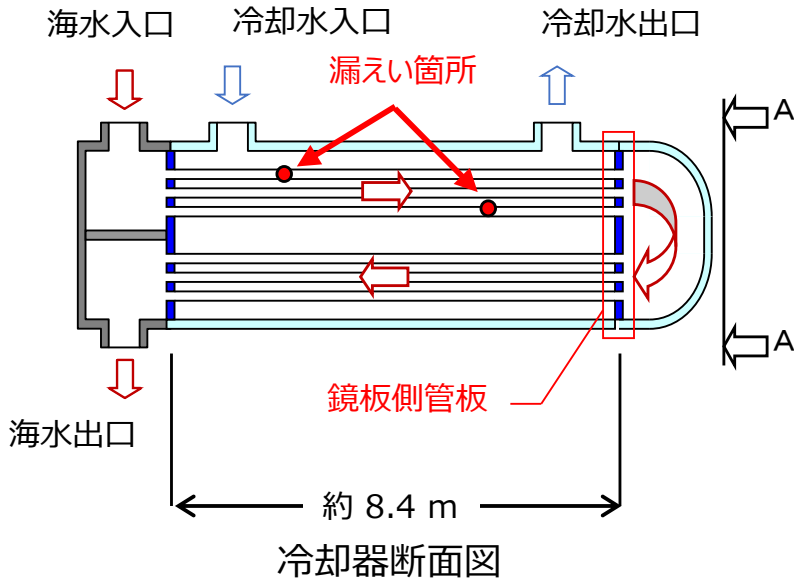 海水入口
冷却水入口
冷却水出口
漏えい箇所
A
A
鏡板側管板
海水出口
約 8.4 m
冷却器断面図